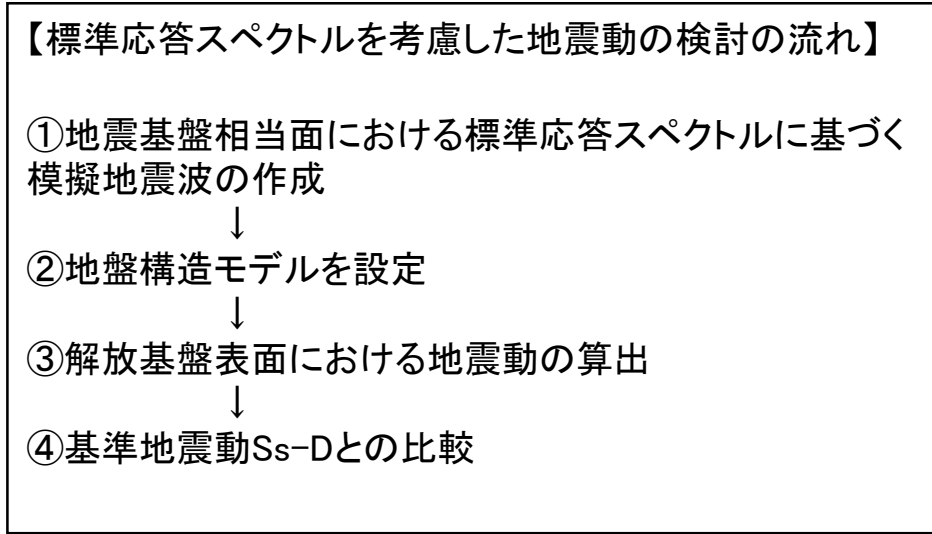 【標準応答スペクトルを考慮した地震動の検討の流れ】
①地震基盤相当面における標準応答スペクトルに基づく
模擬地震波の作成
↓
②地盤構造モデルを設定
↓
③解放基盤表面における地震動の算出
↓
④基準地震動Ss-Dとの比較